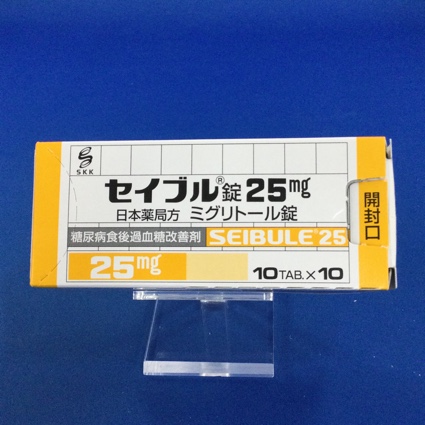 SKK
セイブル®錠25mg
日本薬局方 ミグリトール錠
糖尿病食後過血糖改善剤 SEIBULE®25
25mg
10TAB.×10
開封口